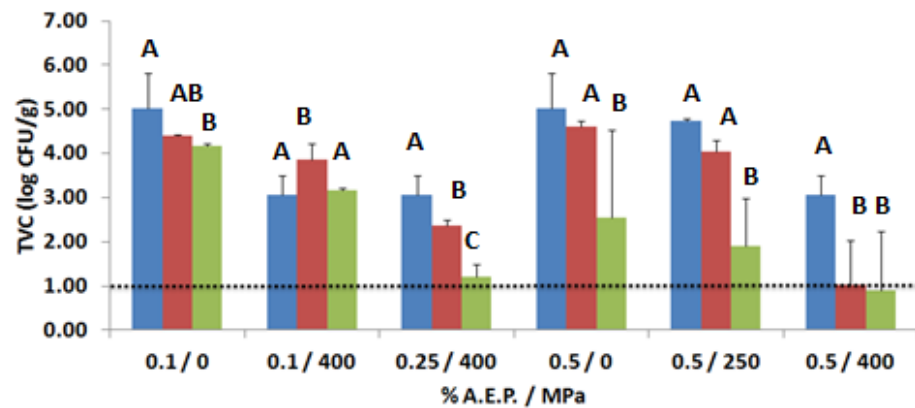 7.00
6.00
5.00
4.00
3.00
2.00
1.00
0.00
TVC (log CFU/g)
A
AB
B
A
B
A
A
B
C
A
A
B
A
A
B
A
B
B
0.1 / 0
0.1 / 400
0.25 / 400
0.5 / 0
0.5 / 250
0.5 / 400
% A.E.P. / MPa